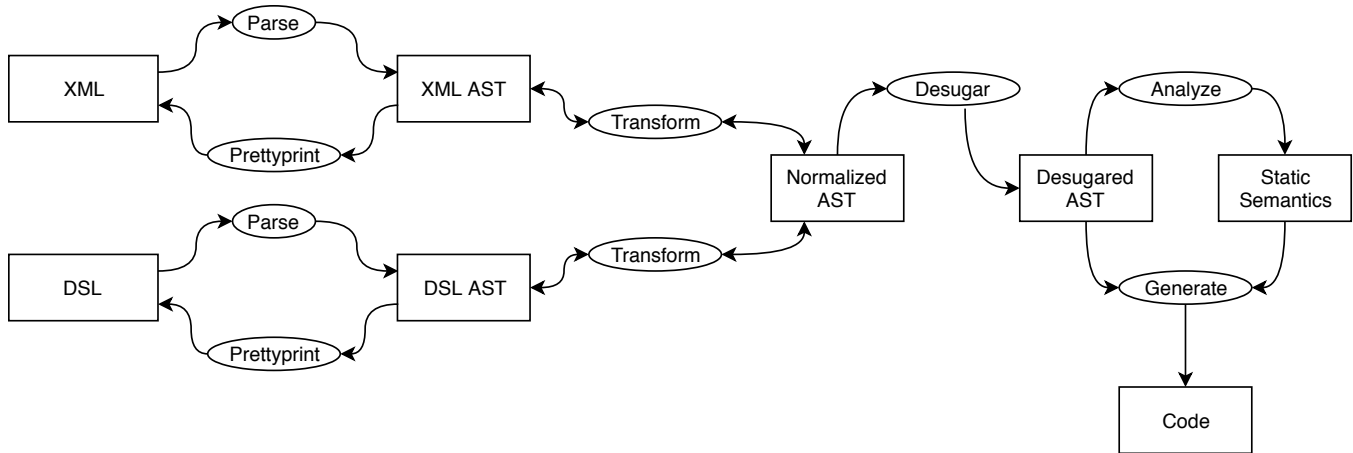 Parse
XML
XML AST
Prettyprint
Transform
Desugar
Analyze
Normalized
AST
Desugared
AST
Static
Semantics
Parse
DSL
DSL AST
Prettyprint
Transform
Generate
Code